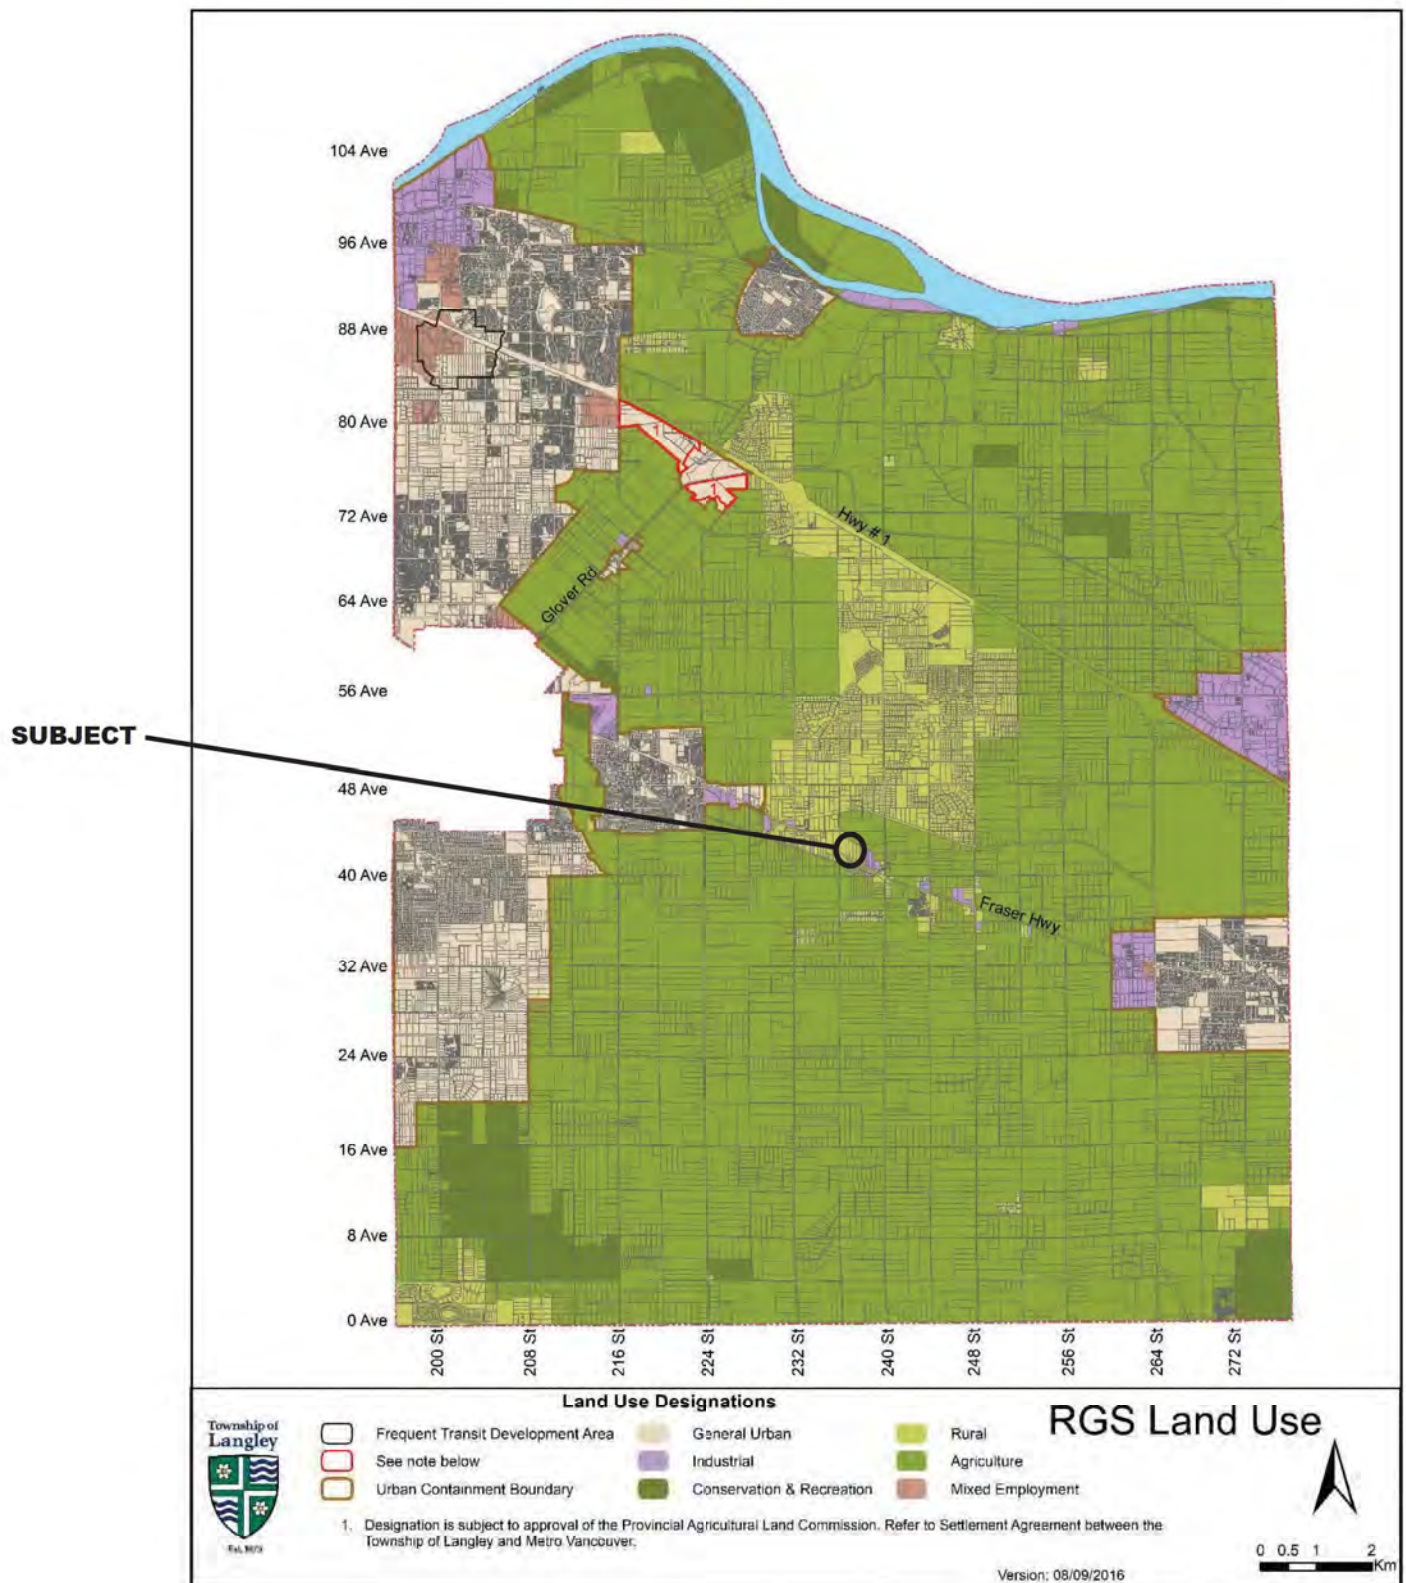 104 Ave
96 Ave
88 Ave
80 Ave
72 Ave
64 Ave
56 Ave
48 Ave
40 Ave
32 Ave
24 Ave
16 Ave
8 Ave
0 Ave
1
1
Hwy # 1
Glover Rd
SUBJECT
Fraser Hwy
200 St
208 St
216 St
224 St
232 St
240 St
248 St
256 St
264 St
272 St
Land Use Designations
RGS Land Use
Township of
Langley
Frequent Transit Development Area
General Urban
Rural
See note below
Industrial
Agriculture
Urban Containment Boundary
Conservation & Recreation
Mixed Employment
1. Designation is subject to approval of the Provincial Agricultural Land Commission. Refer to Settlement Agreement between the
Township of Langley and Metro Vancouver.
Est. 1873
0 0.5 1 2
Km
Version: 08/09/2016